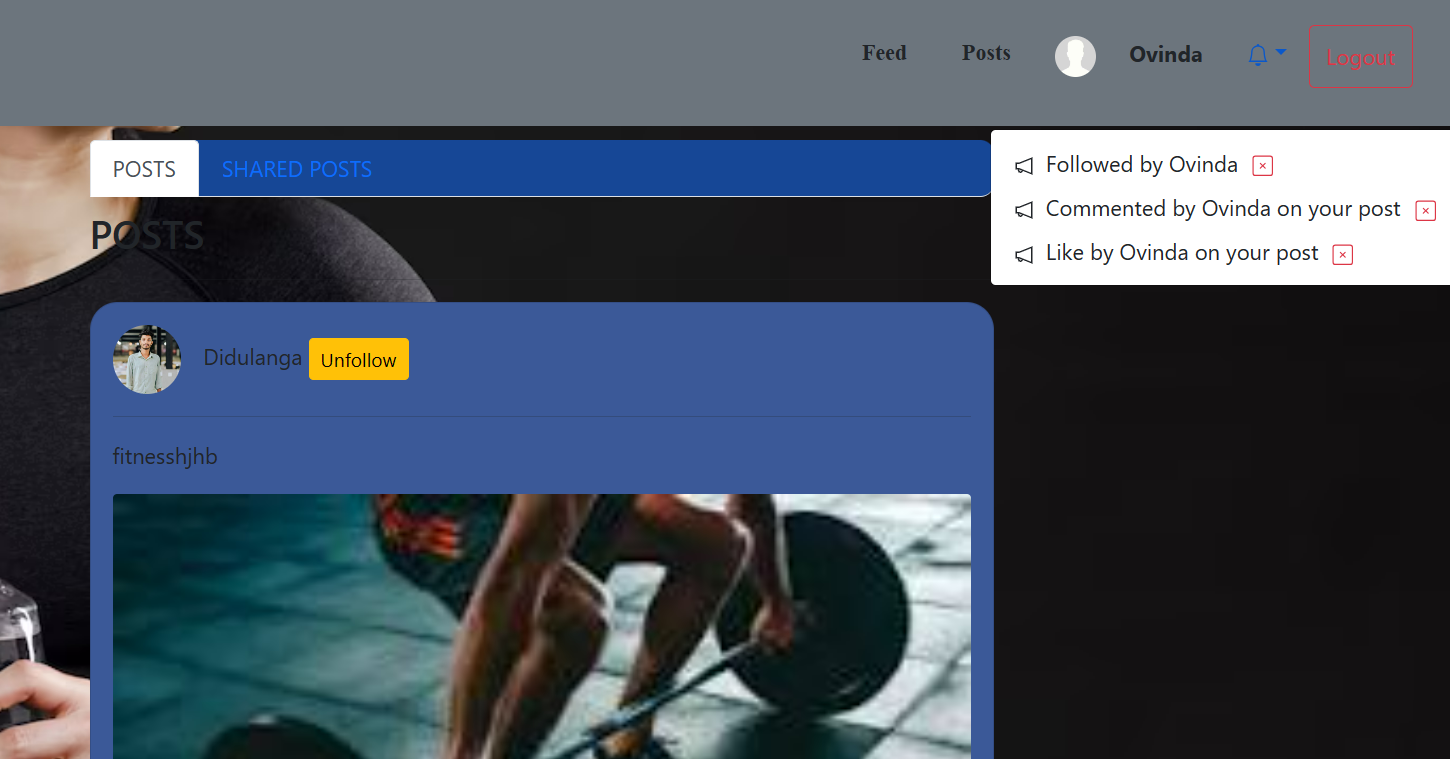 Feed Posts Ovinda Logout
POSTS SHARED POSTS
Followed by Ovinda
Commented by Ovinda on your post
Like by Ovinda on your post
POSTS
Didulanga Unfollow
fitnesshjhb